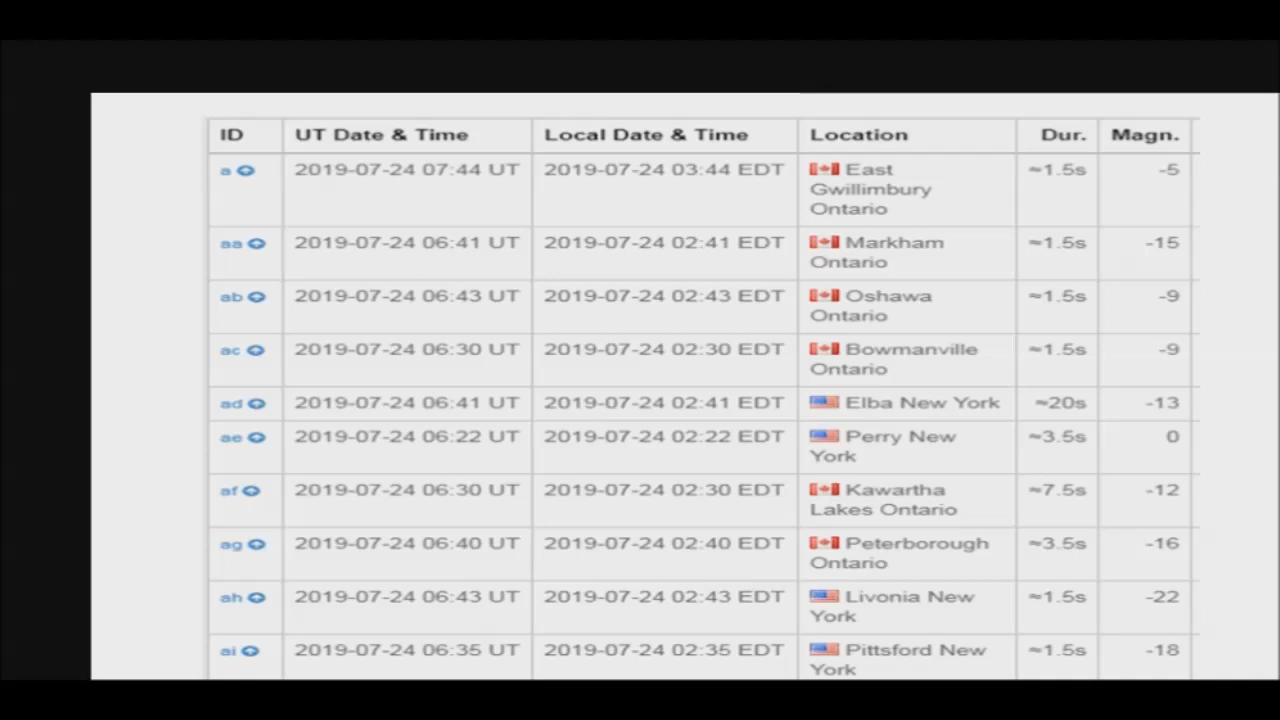 ID UT Date & Time Local Date & Time Location Dur. Magn.
a 2019-07-24 07:44 UT 2019-07-24 03:44 EDT East ≈1.5s -5
Gwillimbury
Ontario
aa 2019-07-24 06:41 UT 2019-07-24 02:41 EDT Markham ≈1.5s -15
Ontario
ab 2019-07-24 06:43 UT 2019-07-24 02:43 EDT Oshawa ≈1.5s -9
Ontario
ac 2019-07-24 06:30 UT 2019-07-24 02:30 EDT Bowmanville ≈1.5s -9
Ontario
ad 2019-07-24 06:41 UT 2019-07-24 02:41 EDT Elba New York ≈20s -13
ae 2019-07-24 06:22 UT 2019-07-24 02:22 EDT Perry New ≈3.5s 0
York
af 2019-07-24 06:30 UT 2019-07-24 02:30 EDT Kawartha ≈7.5s -12
Lakes Ontario
ag 2019-07-24 06:40 UT 2019-07-24 02:40 EDT Peterborough ≈3.5s -16
Ontario
ah 2019-07-24 06:43 UT 2019-07-24 02:43 EDT Livonia New ≈1.5s -22
York
ai 2019-07-24 06:35 UT 2019-07-24 02:35 EDT Pittsford New ≈1.5s -18
York